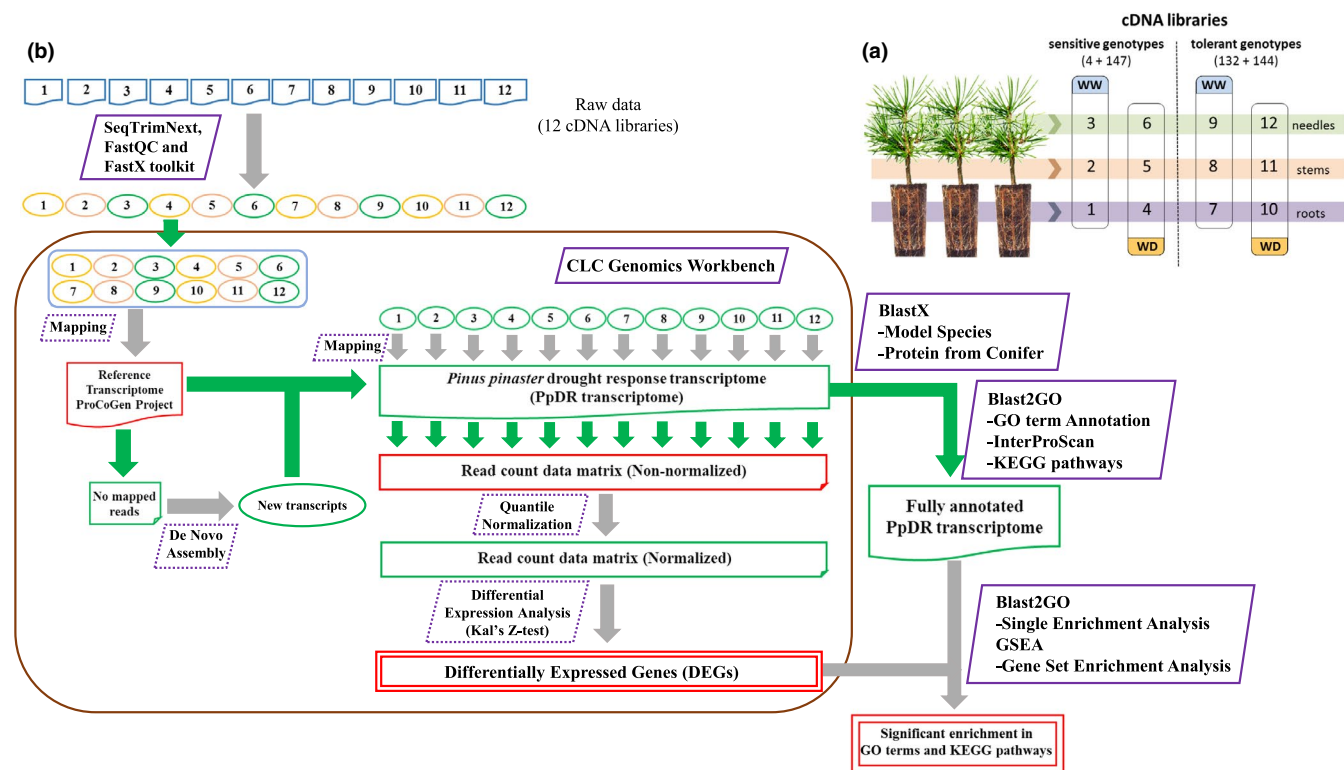 (b)
1 2 3 4 5 6 7 8 9 10 11 12
Raw data
(12 cDNA libraries)
SeqTrimNext,
FastQC and
FastX toolkit
1 2 3 4 5 6 7 8 9 10 11 12
CLC Genomics Workbench
1 2 3 4 5 6
7 8 9 10 11 12
Mapping
Reference
Transcriptome
ProCoGen Project
No mapped
reads
De Novo
Assembly
New transcripts
1 2 3 4 5 6 7 8 9 10 11 12
Mapping
Pinus pinaster drought response transcriptome
(PpDR transcriptome)
Read count data matrix (Non-normalized)
Quantile
Normalization
Read count data matrix (Normalized)
Differential
Expression Analysis
(Kal's Z-test)
Differentially Expressed Genes (DEGs)
(a)
cDNA libraries
sensitive genotypes
(4 + 147)
tolerant genotypes
(132 + 144)
WW WW
3 6 9 12 needles
2 5 8 11 stems
1 4 7 10 roots
WD WD
BlastX
-Model Species
-Protein from Conifer
Blast2GO
-GO term Annotation
-InterProScan
-KEGG pathways
Fully annotated
PpDR transcriptome
Blast2GO
-Single Enrichment Analysis
GSEA
-Gene Set Enrichment Analysis
Significant enrichment in
GO terms and KEGG pathways